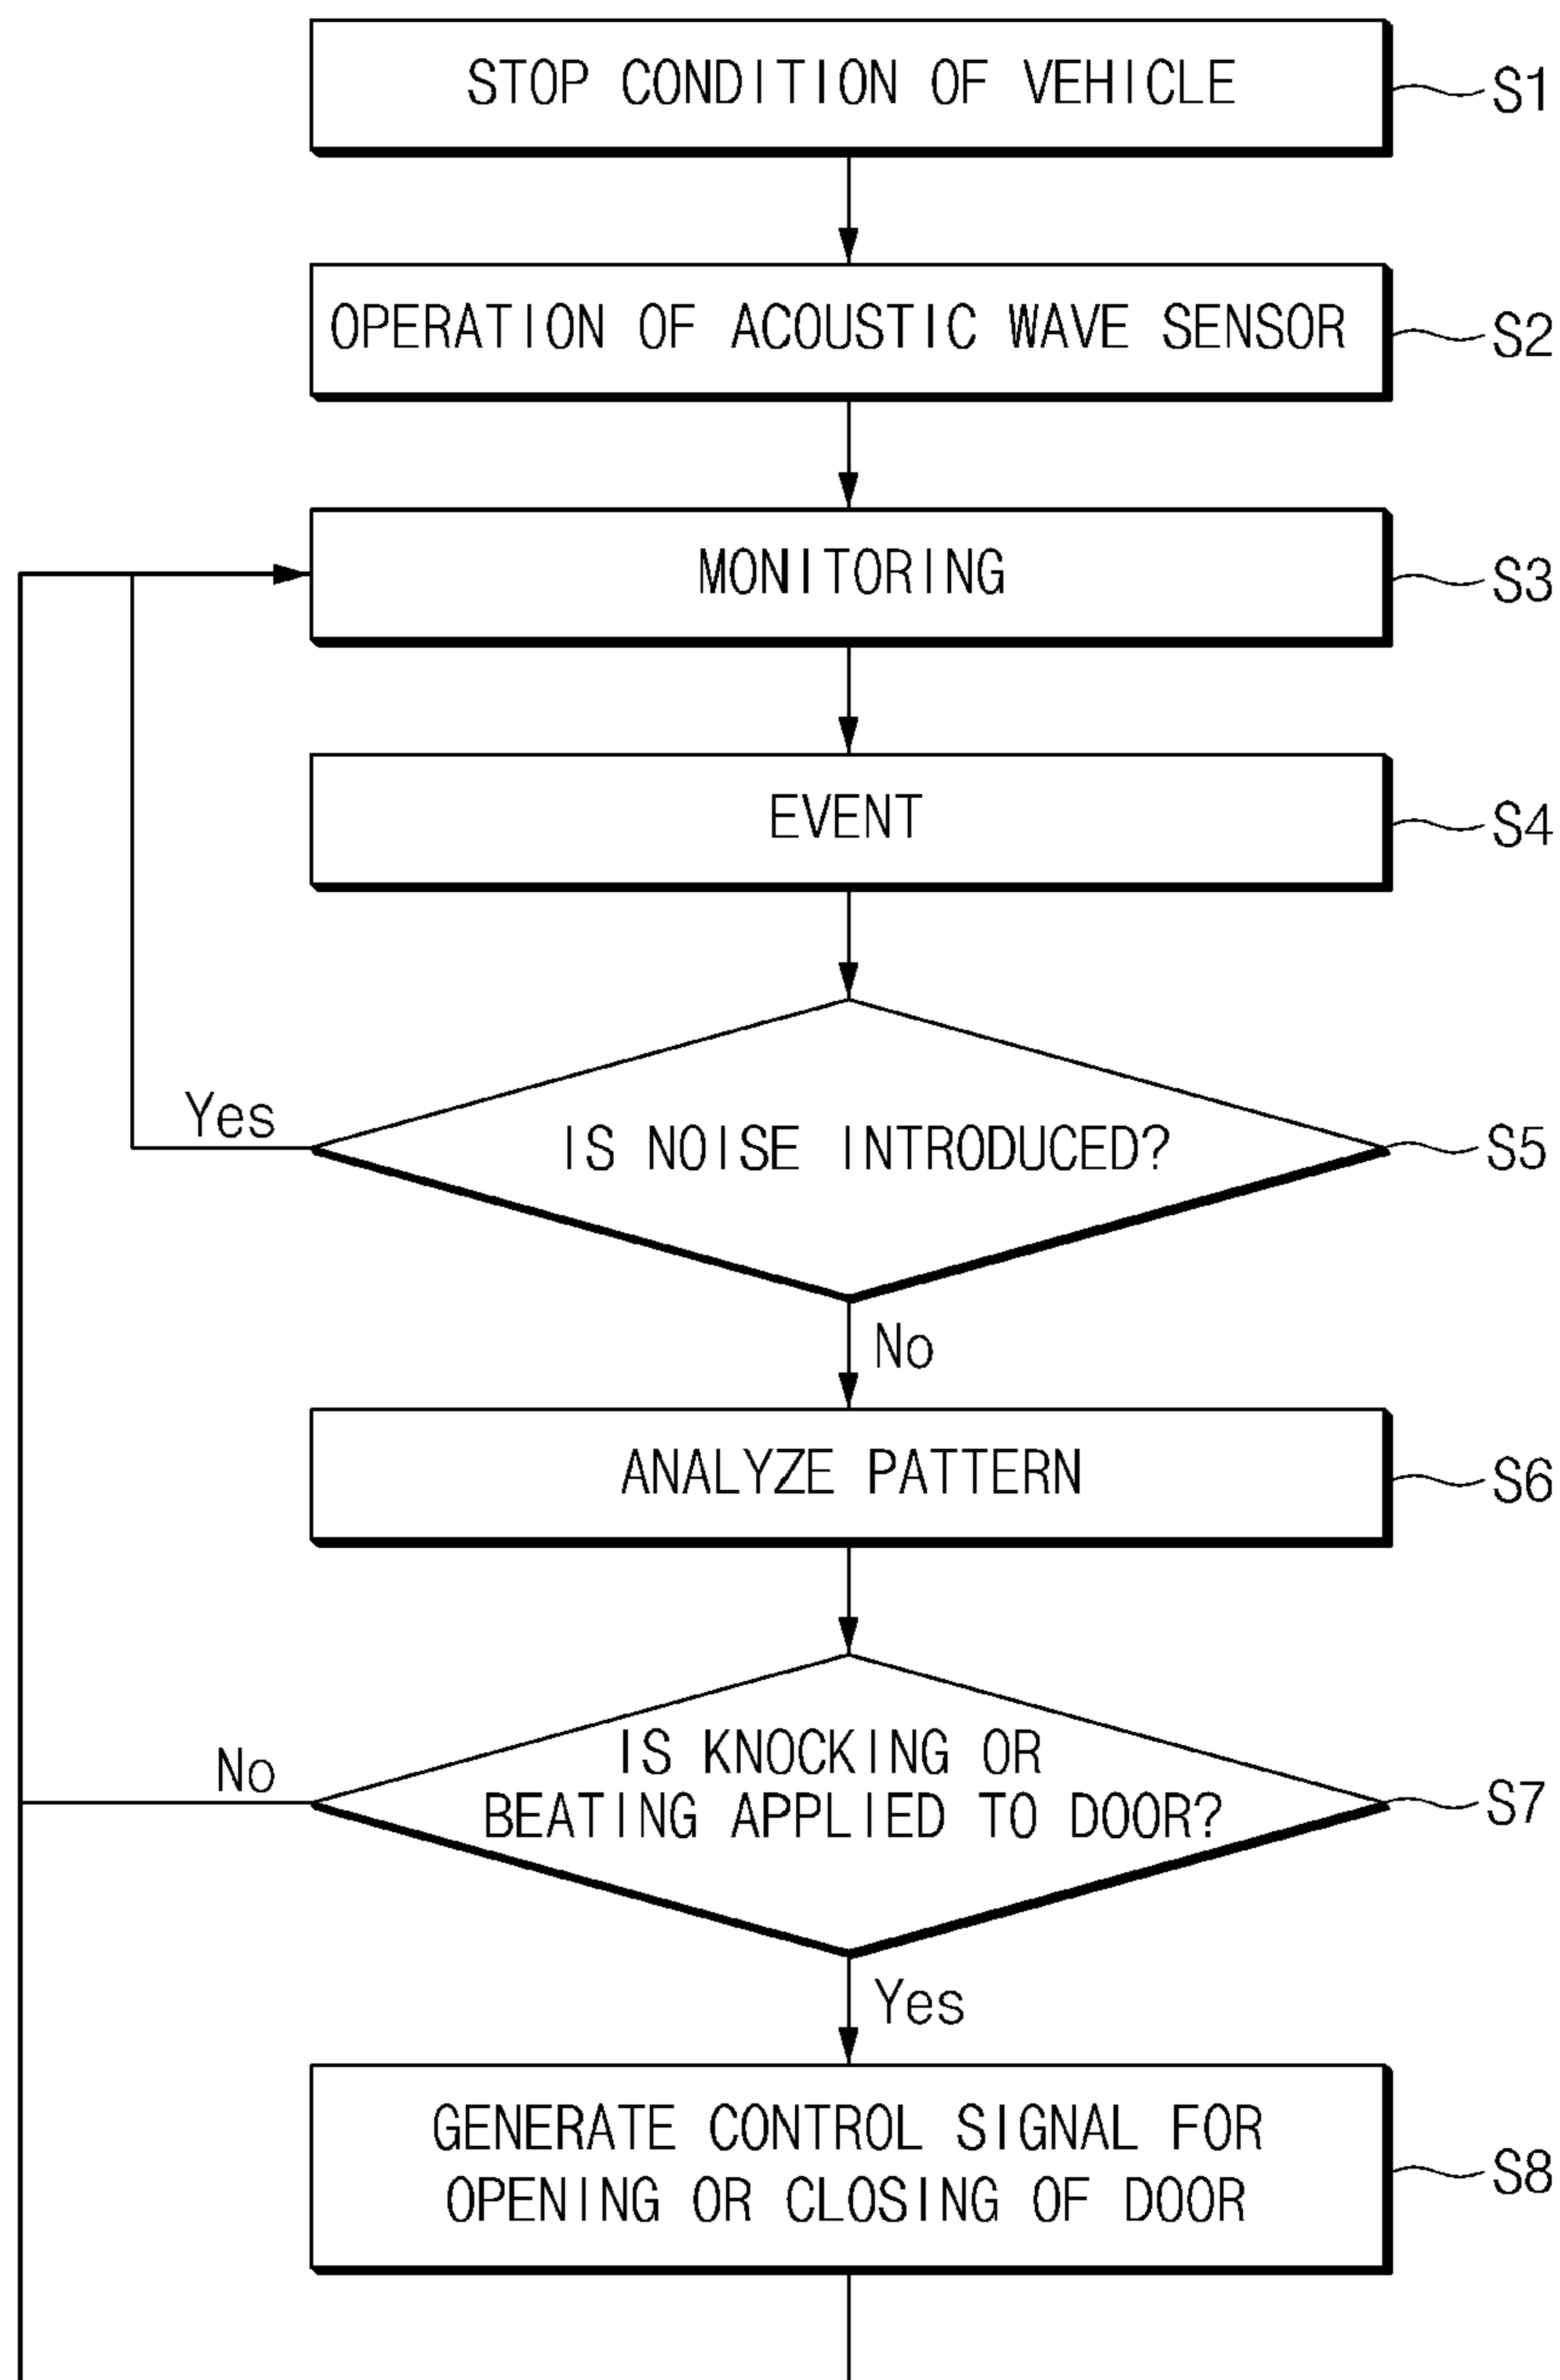 STOP CONDITION OF VEHICLE
S1
OPERATION OF ACOUSTIC WAVE SENSOR
S2
MONITORING
S3
EVENT
S4
Yes
IS NOISE INTRODUCED?
S5
No
ANALYZE PATTERN
S6
No
IS KNOCKING OR
BEATING APPLIED TO DOOR?
S7
Yes
GENERATE CONTROL SIGNAL FOR
OPENING OR CLOSING OF DOOR
S8